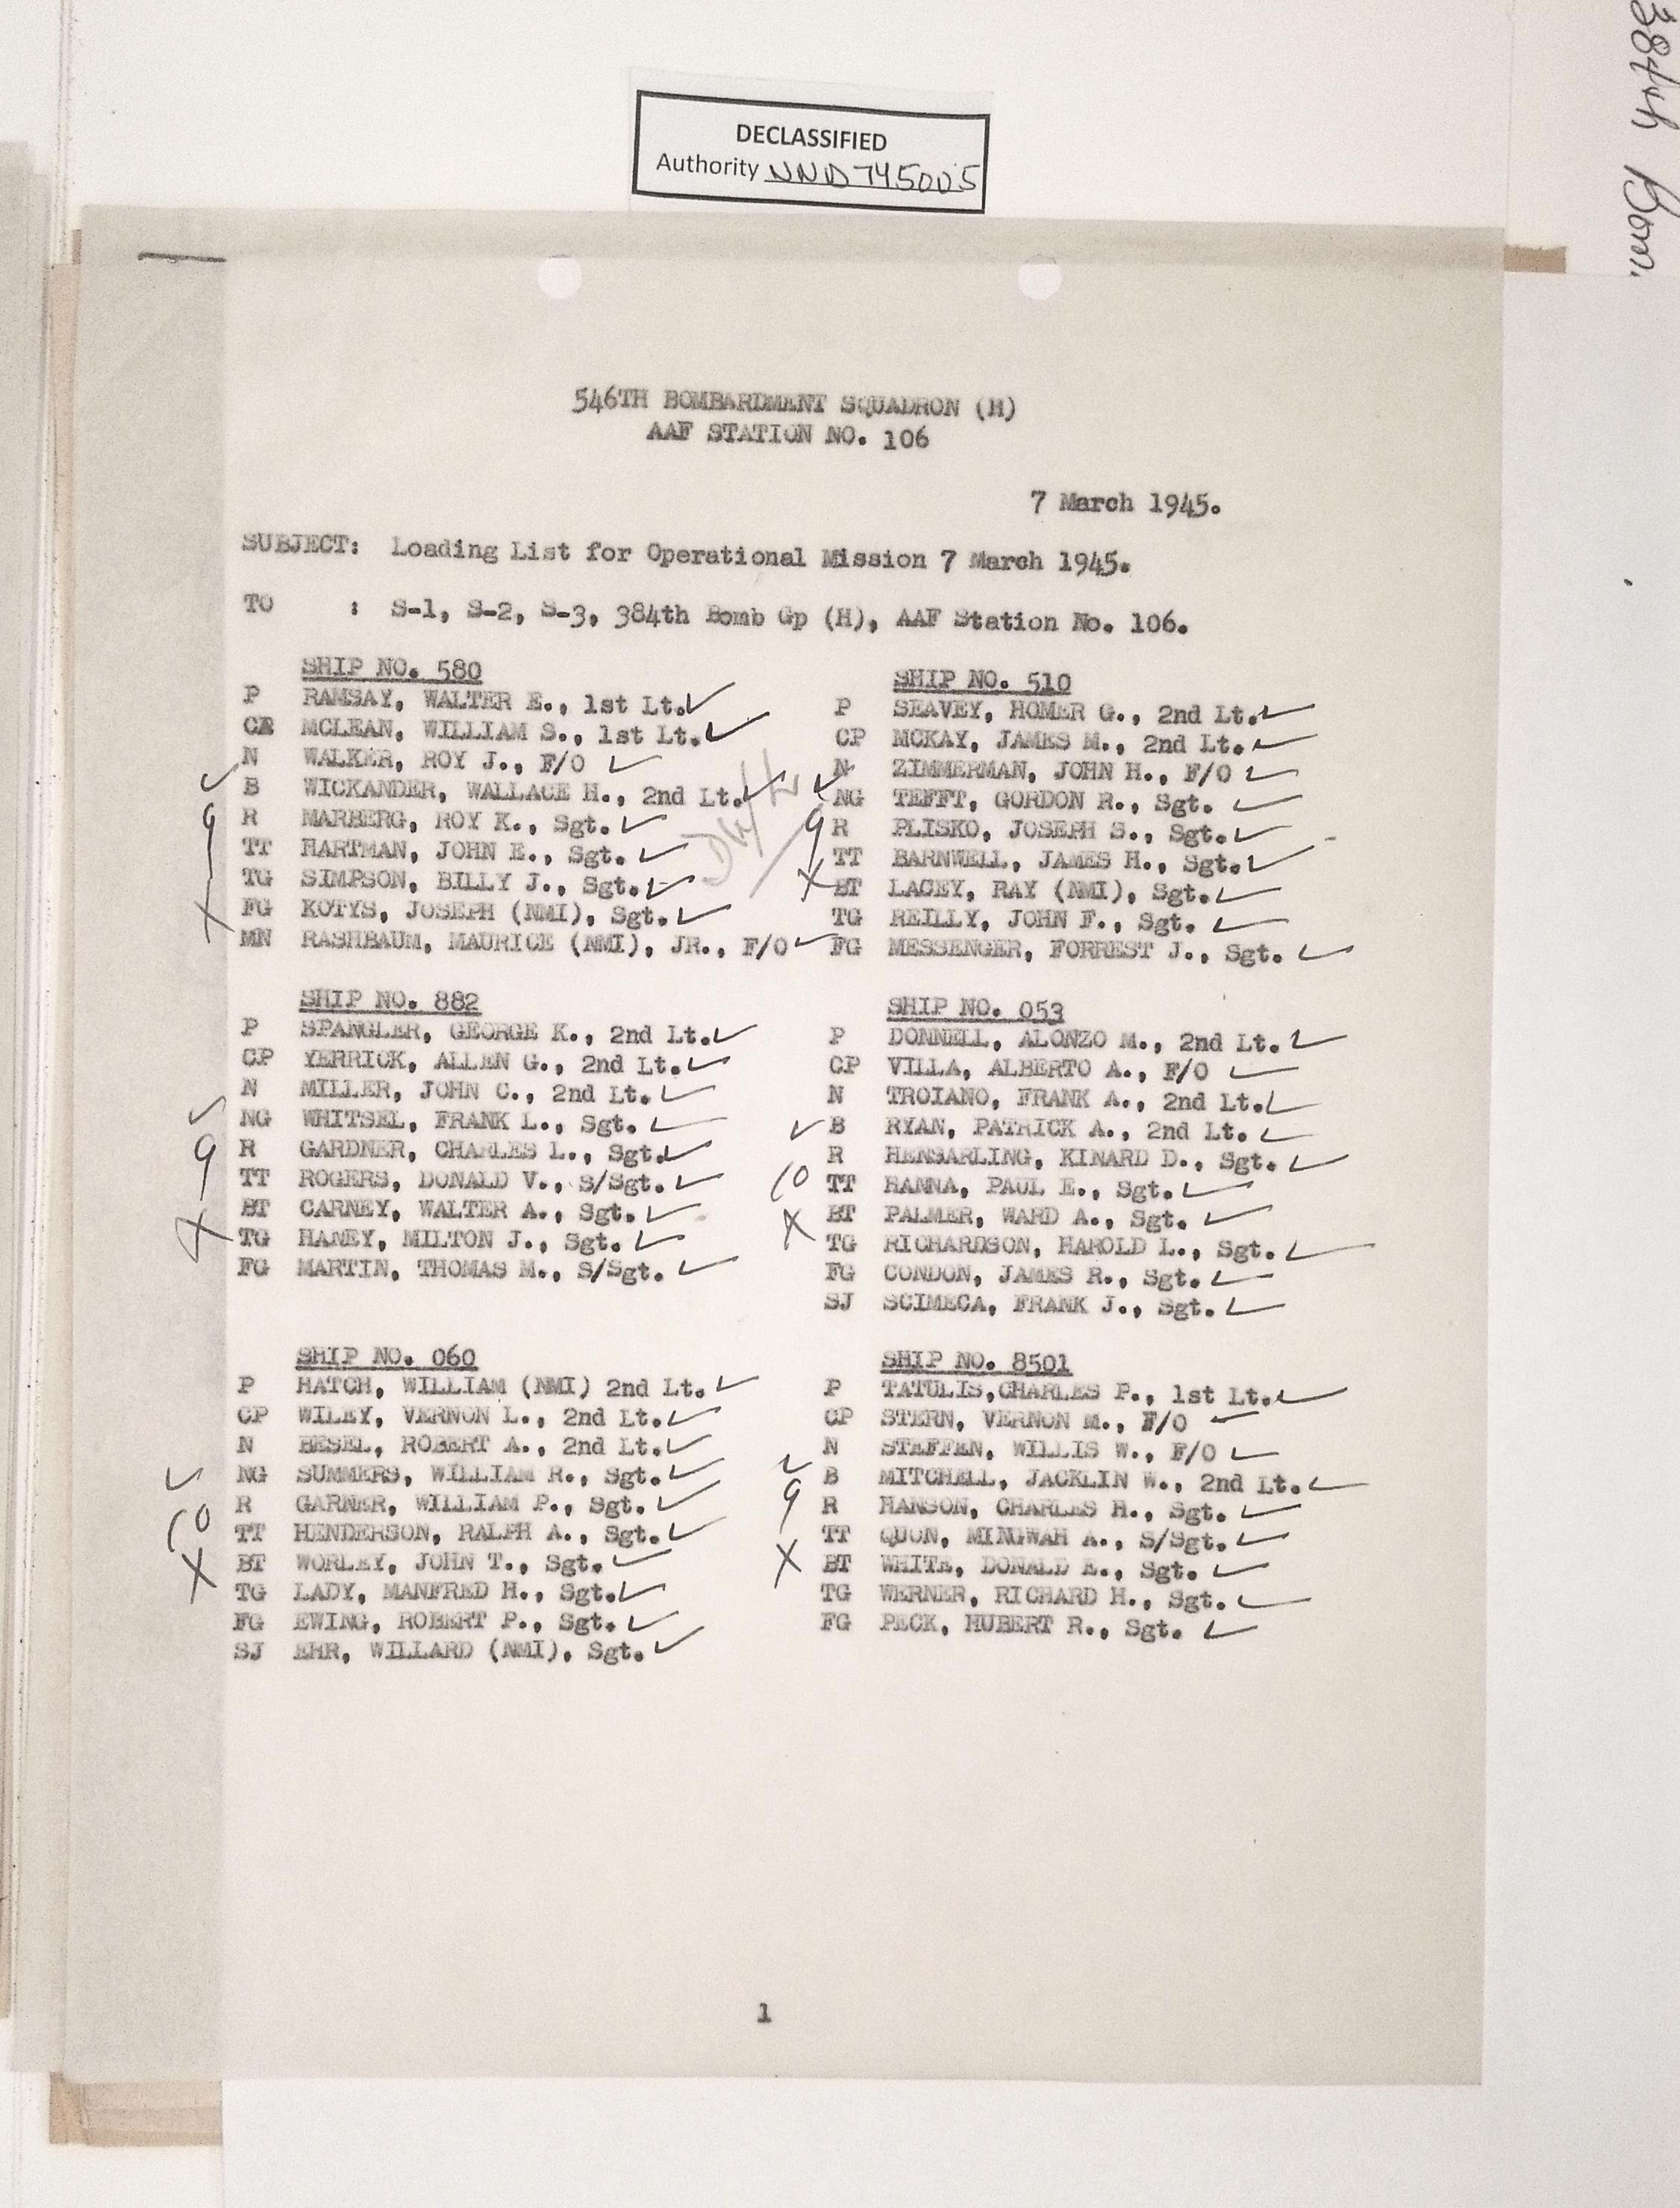 384th Bom.
DECLASSIFIED
Authority NND 745005
546TH BOMBARDMENT SQUADRON (H)
AAF STATION NO. 106
7 March 1945.
SUBJECT: Loading List for Operational Mission 7 March 1945.
TO : S-1, S-2, S-3, 384th Bomb Gp (H), AAF Station No. 106.
SHIP NO. 580
P RAMSAY, WALTER E., 1st Lt. ✓
CP MCLEAN, WILLIAM S., 1st Lt. ✓
N WALKER, ROY J., F/O ✓
✓ B WICKANDER, WALLACE H., 2nd Lt. ✓
9 R MARBERG, ROY K., Sgt. ✓
TT HARTMAN, JOHN E., Sgt. ✓
TG SIMPSON, BILLY J., Sgt. ✓
X FG KOTYS, JOSEPH (NMI), Sgt. ✓
MN RASHBAUM, MAURICE (NMI), JR., F/O ✓
SHIP NO. 510
P SEAVEY, HOMER G., 2nd Lt. ✓
CP MCKAY, JAMES M., 2nd Lt. ✓
N ZIMMERMAN, JOHN H., F/O ✓
✓ NG TEFFT, GORDON R., Sgt. ✓
9 R PLISKO, JOSEPH S., Sgt. ✓
TT BARNWELL, JAMES H., Sgt. ✓
X BT LACEY, RAY (NMI), Sgt. ✓
TG REILLY, JOHN F., Sgt. ✓
FG MESSENGER, FORREST J., Sgt. ✓
SHIP NO. 882
P SPANGLER, GEORGE K., 2nd Lt. ✓
CP YERRICK, ALLEN G., 2nd Lt. ✓
N MILLER, JOHN C., 2nd Lt. ✓
✓ NG WHITSEL, FRANK L., Sgt. ✓
9 R GARDNER, CHARLES L., Sgt. ✓
TT ROGERS, DONALD V., S/Sgt. ✓
BT CARNEY, WALTER A., Sgt. ✓
X TG HANEY, MILTON J., Sgt. ✓
FG MARTIN, THOMAS M., S/Sgt. ✓
SHIP NO. 053
P DONNELL, ALONZO M., 2nd Lt. ✓
CP VILLA, ALBERTO A., F/O ✓
N TROIANO, FRANK A., 2nd Lt. ✓
✓ B RYAN, PATRICK A., 2nd Lt. ✓
R HENSARLING, KINARD D., Sgt. ✓
10 TT HANNA, PAUL E., Sgt. ✓
X BT PALMER, WARD A., Sgt. ✓
TG RICHARDSON, HAROLD L., Sgt. ✓
FG CONDON, JAMES R., Sgt. ✓
SJ SCIMECA, FRANK J., Sgt. ✓
SHIP NO. 060
P HATCH, WILLIAM (NMI) 2nd Lt. ✓
CP WILEY, VERNON L., 2nd Lt. ✓
N BESEL, ROBERT A., 2nd Lt. ✓
✓ NG SUMMERS, WILLIAM R., Sgt. ✓
10 R GARNER, WILLIAM P., Sgt. ✓
TT HENDERSON, RALPH A., Sgt. ✓
X BT WORLEY, JOHN T., Sgt. ✓
TG LADY, MANFRED H., Sgt. ✓
FG EWING, ROBERT P., Sgt. ✓
SJ EHR, WILLARD (NMI), Sgt. ✓
SHIP NO. 8501
P TATULIS, CHARLES P., 1st Lt. ✓
CP STERN, VERNON M., F/O ✓
N STEFFEN, WILLIS W., F/O ✓
✓ B MITCHELL, JACKLIN W., 2nd Lt. ✓
9 R HANSON, CHARLES H., Sgt. ✓
TT QUON, MINGWAH A., S/Sgt. ✓
X BT WHITE, DONALD E., Sgt. ✓
TG WERNER, RICHARD H., Sgt. ✓
FG PECK, HUBERT R., Sgt. ✓
1